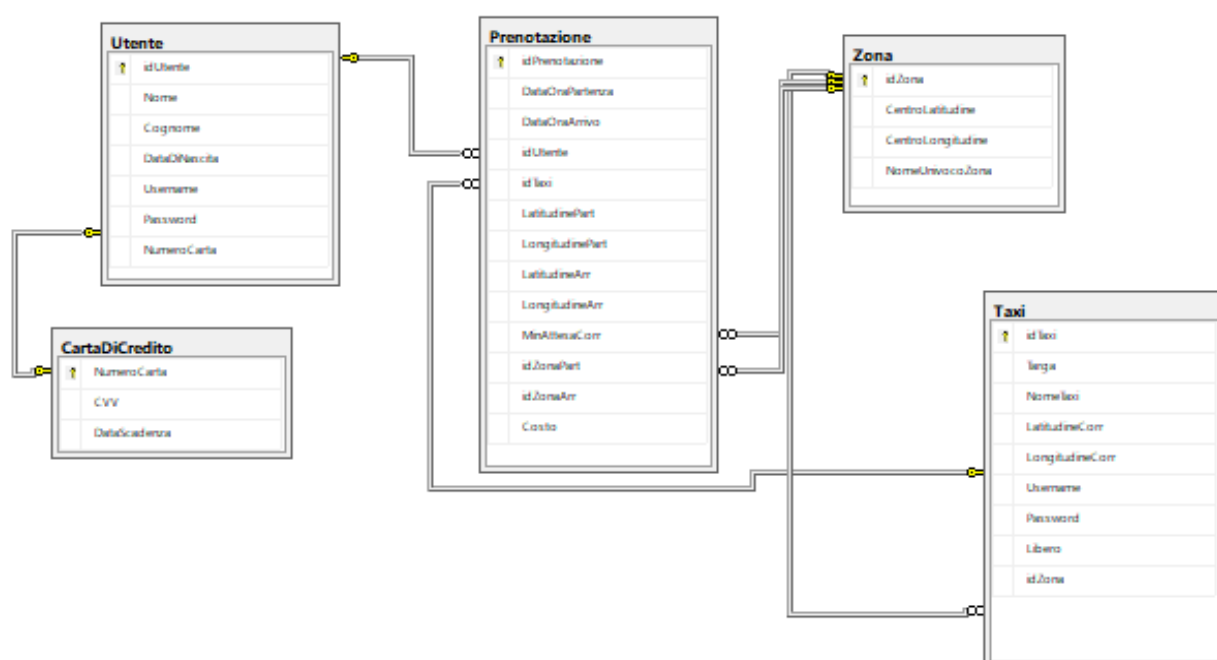 Utente
idUtente
Nome
Cognome
DataDiNascita
Username
Password
NumeroCarta
CartaDiCredito
NumeroCarta
CVV
DataScadenza
Prenotazione
idPrenotazione
DataOraPartenza
DataOraArrivo
idUtente
idTaxi
LatitudinePart
LongitudinePart
LatitudineArr
LongitudineArr
MinAttesaCorr
idZonaPart
idZonaArr
Costo
Zona
idZona
CentroLatitudine
CentroLongitudine
NomeUnivocoZona
Taxi
idTaxi
Targa
NomeTaxi
LatitudineCorr
LongitudineCorr
Username
Password
Libero
idZona